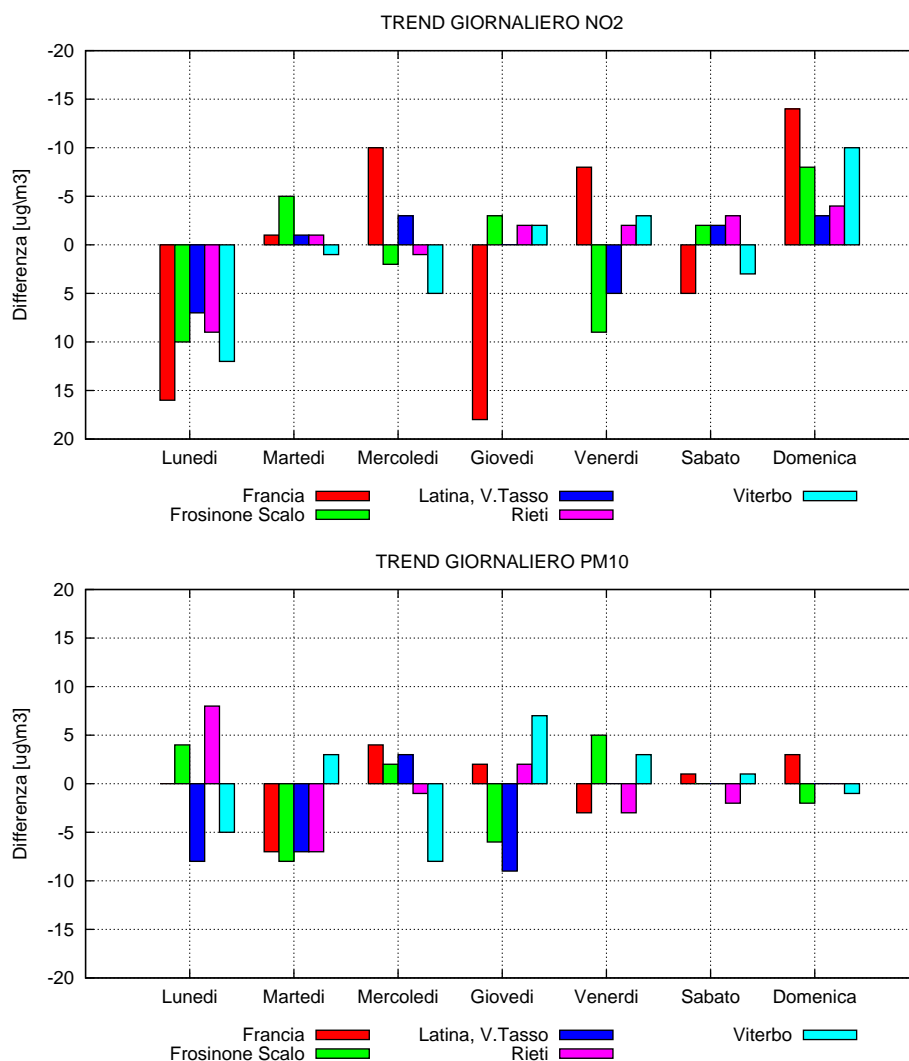 TREND GIORNALIERO NO2
-20
-15
-10
-5
0
5
10
15
20
Differenza [ug\m3]
Lunedi Martedi Mercoledi Giovedi Venerdi Sabato Domenica
Francia Latina, V.Tasso Viterbo
Frosinone Scalo Rieti
TREND GIORNALIERO PM10
20
15
10
5
0
-5
-10
-15
-20
Differenza [ug\m3]
Lunedi Martedi Mercoledi Giovedi Venerdi Sabato Domenica
Francia Latina, V.Tasso Viterbo
Frosinone Scalo Rieti